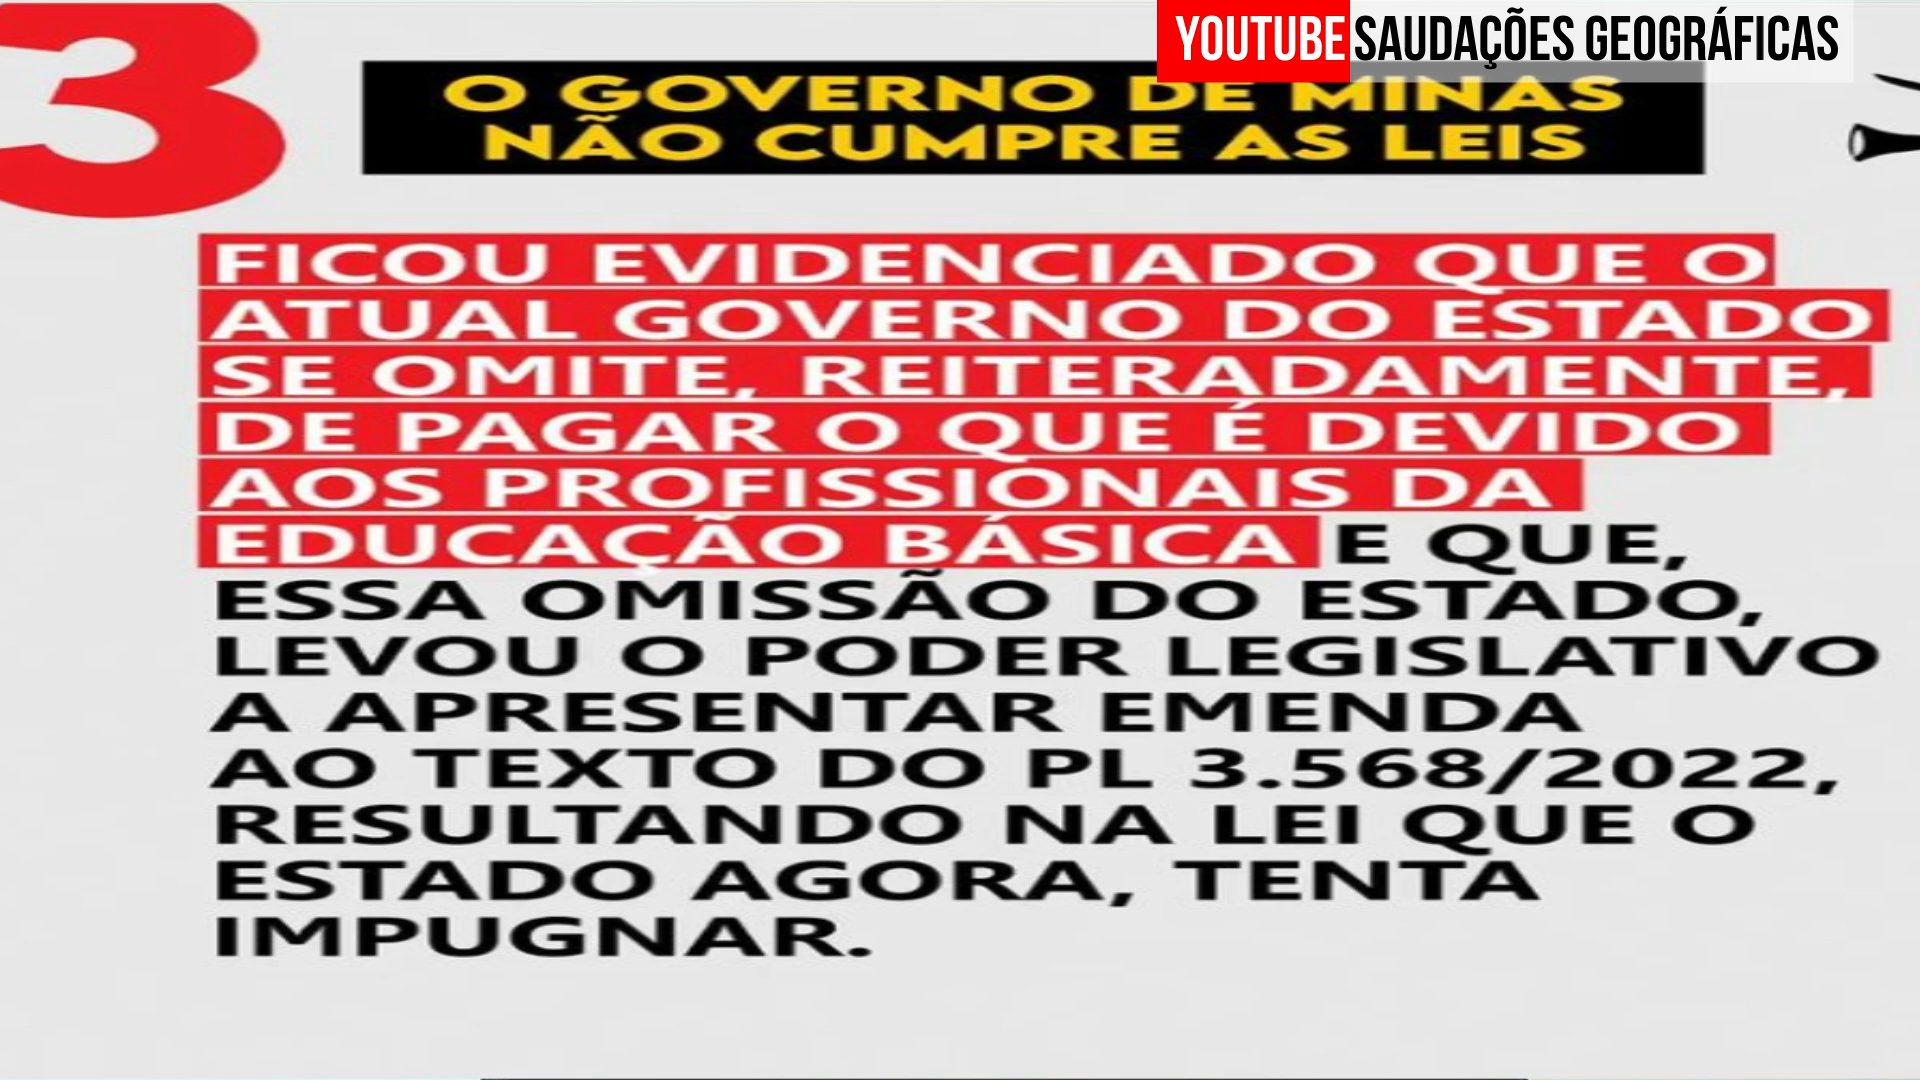 YOUTUBE SAUDAÇÕES GEOGRÁFICAS
3
O GOVERNO DE MINAS
NÃO CUMPRE AS LEIS
FICOU EVIDENCIADO QUE O
ATUAL GOVERNO DO ESTADO
SE OMITE, REITERADAMENTE,
DE PAGAR O QUE É DEVIDO
AOS PROFISSIONAIS DA
EDUCAÇÃO BÁSICA E QUE,
ESSA OMISSÃO DO ESTADO,
LEVOU O PODER LEGISLATIVO
A APRESENTAR EMENDA
AO TEXTO DO PL 3.568/2022,
RESULTANDO NA LEI QUE O
ESTADO AGORA, TENTA
IMPUGNAR.